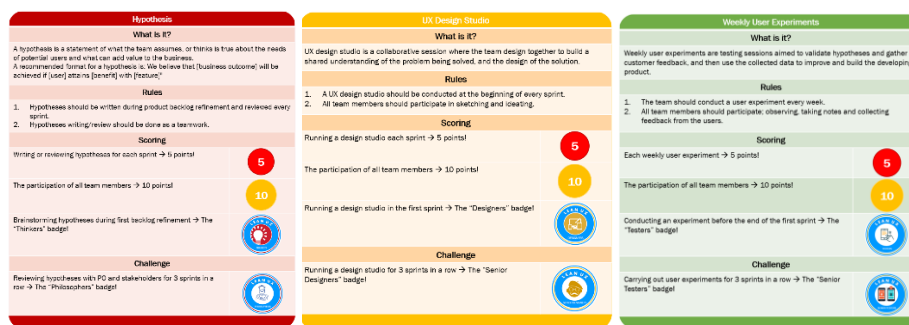 Hypothesis
What is it?
A hypothesis is a statement of what the team assumes, or thinks is true about the needs
of potential users and what can add value to the business.
A recommended format for a hypothesis is: We believe that [business outcome] will be
achieved if [user] attains [benefit] with [feature]"
Rules
1. Hypotheses should be written during product backlog refinement and reviewed every
sprint.
2. Hypotheses writing/review should be done as a teamwork.
Scoring
Writing or reviewing hypotheses for each sprint → 5 points!
5
The participation of all team members → 10 points!
10
Brainstorming hypotheses during first backlog refinement → The
"Thinkers" badge!
LEAN UX
Challenge
Reviewing hypotheses with PO and stakeholders for 3 sprints in a
row → The "Philosophers" badge!
LEAN UX
UX Design Studio
What is it?
UX design studio is a collaborative session where the team design together to build a
shared understanding of the problem being solved, and the design of the solution.
Rules
1. A UX design studio should be conducted at the beginning of every sprint.
2. All team members should participate in sketching and ideating.
Scoring
Running a design studio each sprint → 5 points!
5
The participation of all team members → 10 points!
10
Running a design studio in the first sprint → The "Designers" badge!
LEAN UX
Challenge
Running a design studio for 3 sprints in a row → The "Senior
Designers" badge!
LEAN UX
Weekly User Experiments
What is it?
Weekly user experiments are testing sessions aimed to validate hypotheses and gather
customer feedback, and then use the collected data to improve and build the developing
product.
Rules
1. The team should conduct a user experiment every week.
2. All team members should participate; observing, taking notes and collecting
feedback from the users.
Scoring
Each weekly user experiment → 5 points!
5
The participation of all team members → 10 points!
10
Conducting an experiment before the end of the first sprint → The
"Testers" badge!
LEAN UX
Challenge
Carrying out user experiments for 3 sprints in a row → The "Senior
Testers" badge!
LEAN UX